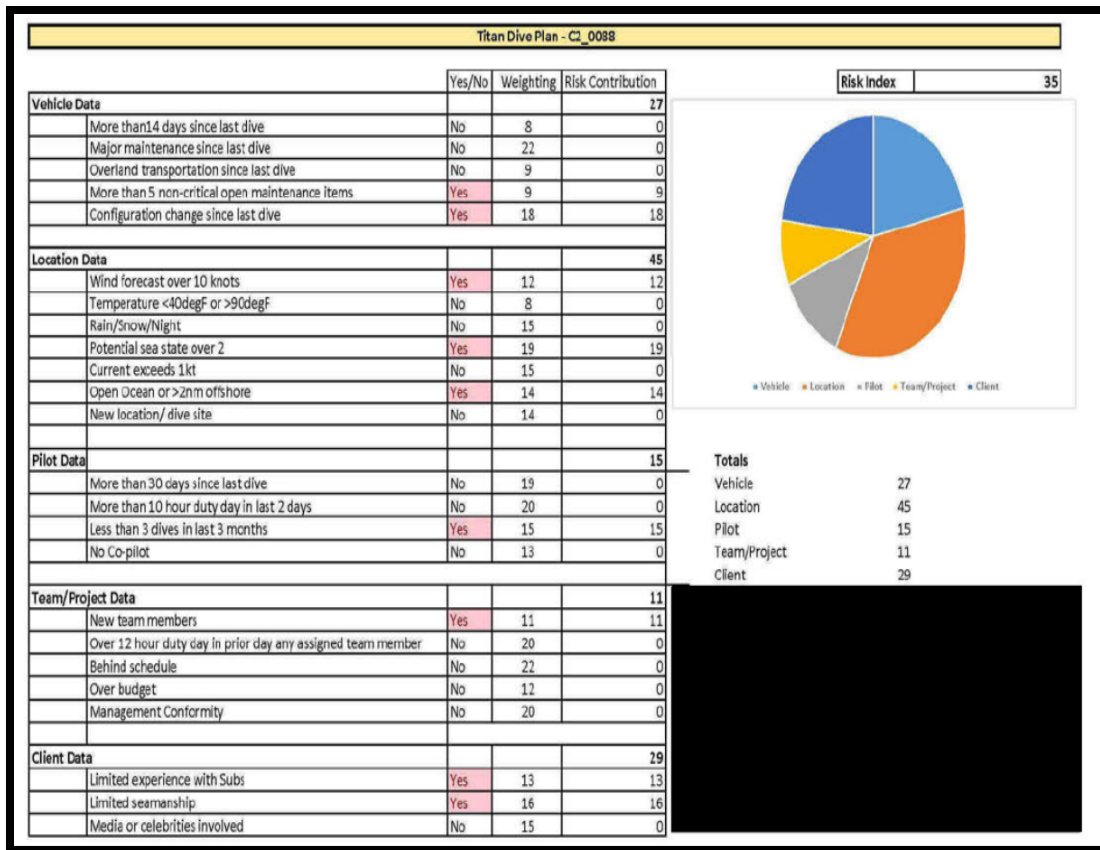 Titan Dive Plan - C2_0088
Yes/No Weighting Risk Contribution
Risk Index 35
Vehicle Data 27
More than14 days since last dive No 8 0
Major maintenance since last dive No 22 0
Overland transportation since last dive No 9 0
More than 5 non-critical open maintenance items Yes 9 9
Configuration change since last dive Yes 18 18
Location Data 45
Wind forecast over 10 knots Yes 12 12
Temperature <40degF or >90degF No 8 0
Rain/Snow/Night No 15 0
Potential sea state over 2 Yes 19 19
Current exceeds 1kt No 15 0
Open Ocean or >2nm offshore Yes 14 14
New location/ dive site No 14 0
Vehicle Location Pilot Team/Project Client
Pilot Data 15
More than 30 days since last dive No 19 0
More than 10 hour duty day in last 2 days No 20 0
Less than 3 dives in last 3 months Yes 15 15
No Co-pilot No 13 0
Totals
Vehicle 27
Location 45
Pilot 15
Team/Project 11
Client 29
Team/Project Data 11
New team members Yes 11 11
Over 12 hour duty day in prior day any assigned team member No 20 0
Behind schedule No 22 0
Over budget No 12 0
Management Conformity No 20 0
Client Data 29
Limited experience with Subs Yes 13 13
Limited seamanship Yes 16 16
Media or celebrities involved No 15 0